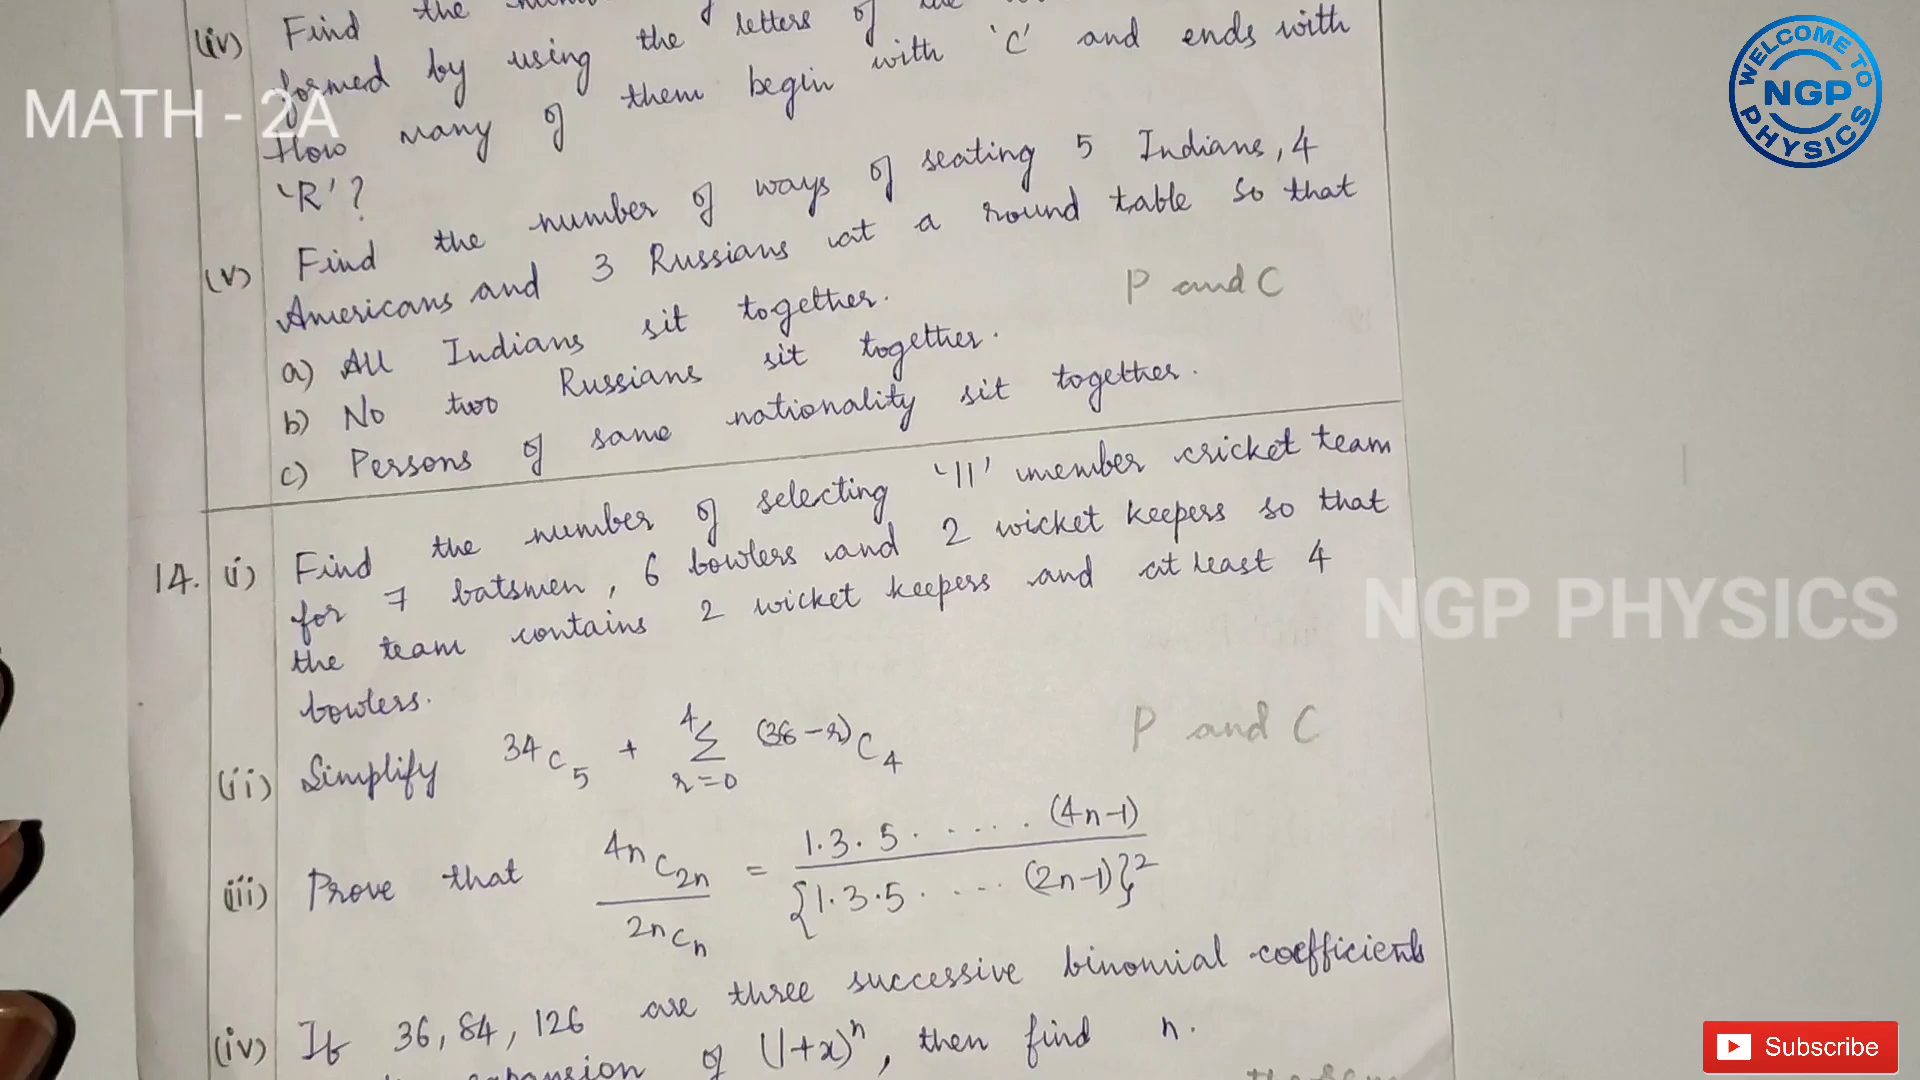 (iv) Find the
formed by using the letters of
How many of them begin with 'C' and ends with
'R' ?
(v) Find the number of ways of seating 5 Indians, 4
Americans and 3 Russians at a round table so that
a) All Indians sit together.
b) No two Russians sit together.
c) Persons of same nationality sit together.
P and C
14. (i) Find the number of selecting '11' member cricket team
for 7 batsmen, 6 bowlers and 2 wicket keepers so that
the team contains 2 wicket keepers and at least 4
bowlers.
P and C
(ii) Simplify 34C5 + 4Σr=0 (38-r)C4
(iii) Prove that 4nC2n / 2nCn = 1.3.5.....(4n-1) / {1.3.5....(2n-1)}²
(iv) If 36, 84, 126 are three successive binomial coefficients
expansion of (1+x)ⁿ, then find n.
MATH - 2A
WELCOME TO
NGP
PHYSICS
NGP PHYSICS
Subscribe